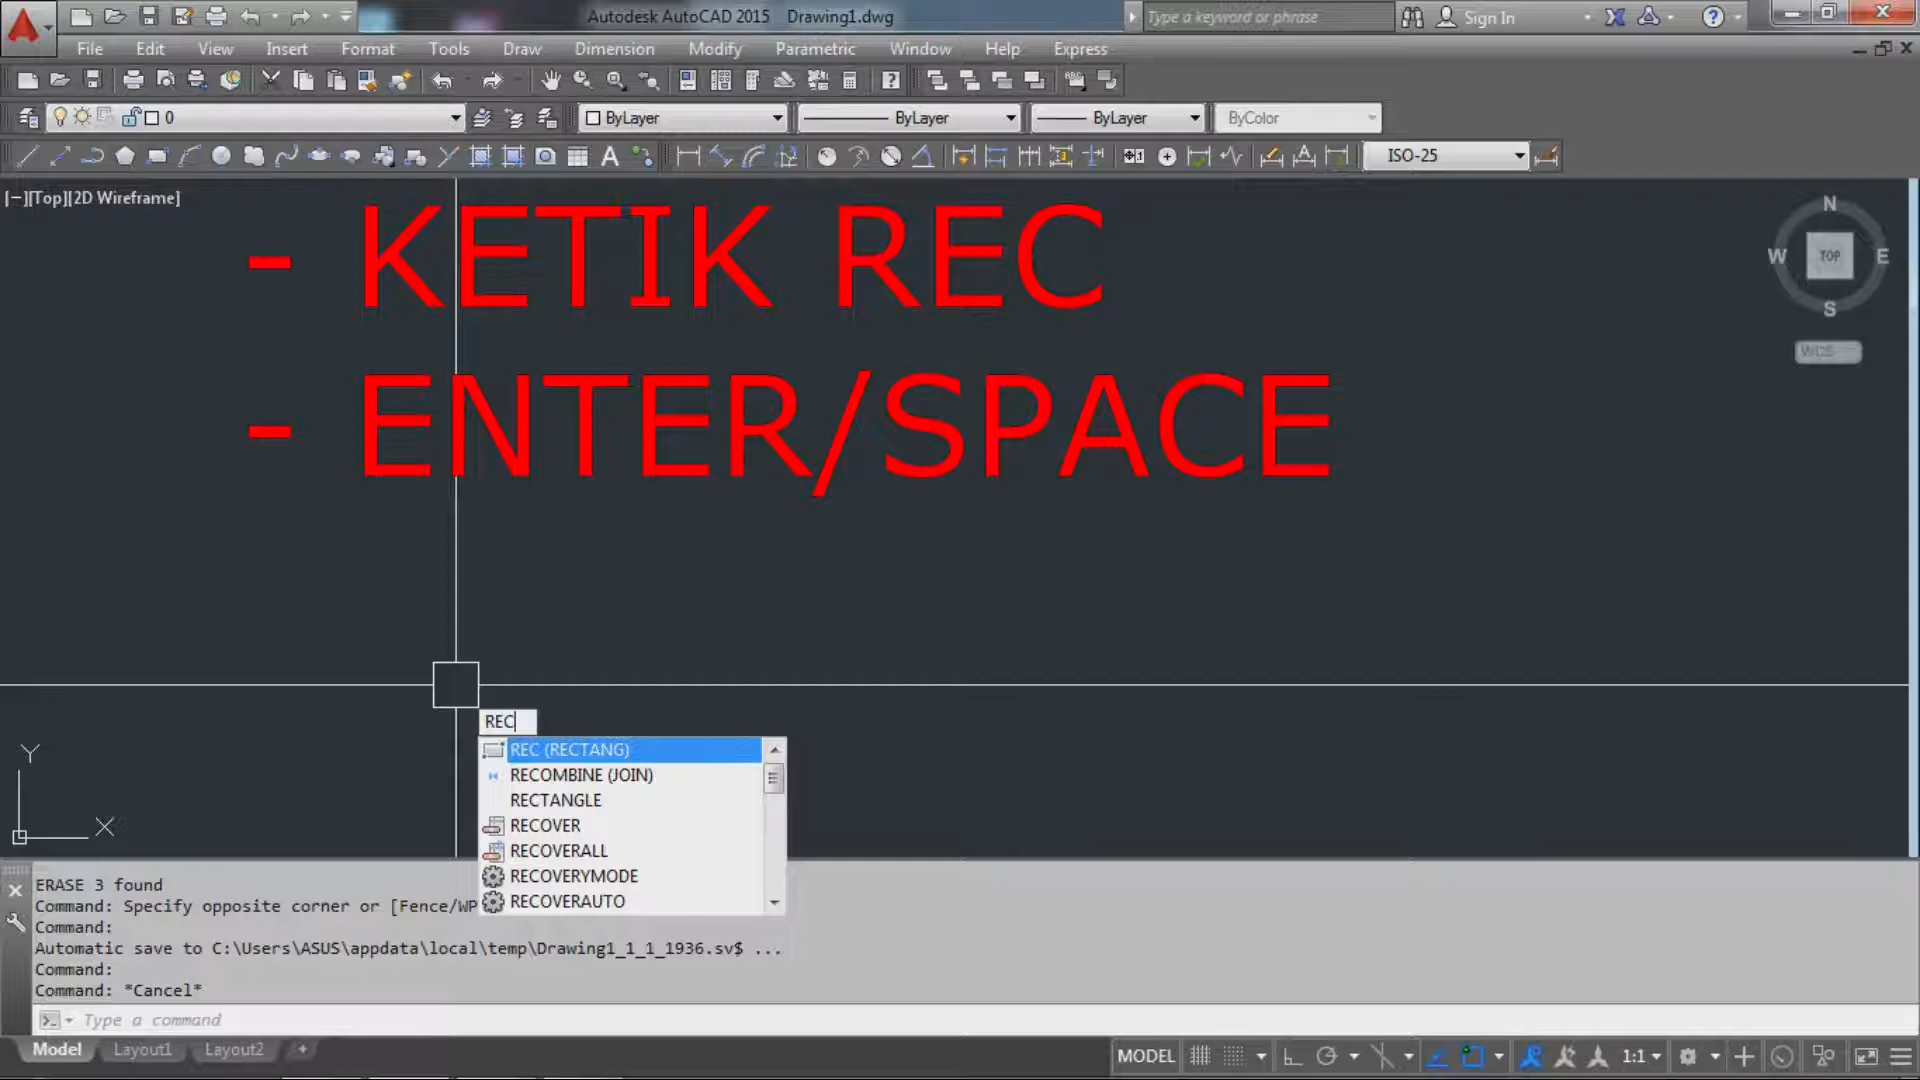 Autodesk AutoCAD 2015 Drawing1.dwg
Type a keyword or phrase
Sign In
File Edit View Insert Format Tools Draw Dimension Modify Parametric Window Help Express
0
ByLayer
ByLayer
ByLayer
ByColor
A
ISO-25
[−][Top][2D Wireframe]
- KETIK REC
- ENTER/SPACE
N
W
TOP
E
S
WCS
REC
REC (RECTANG)
RECOMBINE (JOIN)
RECTANGLE
RECOVER
RECOVERALL
RECOVERYMODE
RECOVERAUTO
Y
X
ERASE 3 found
Command: Specify opposite corner or [Fence/WP
Command:
Automatic save to C:\Users\ASUS\appdata\local\temp\Drawing1_1_1_1936.sv$ ...
Command:
Command: *Cancel*
Type a command
Model Layout1 Layout2 +
MODEL
1:1